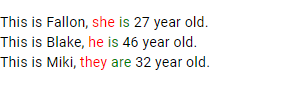 This is Fallon, she is 27 year old.
This is Blake, he is 46 year old.
This is Miki, they are 32 year old.